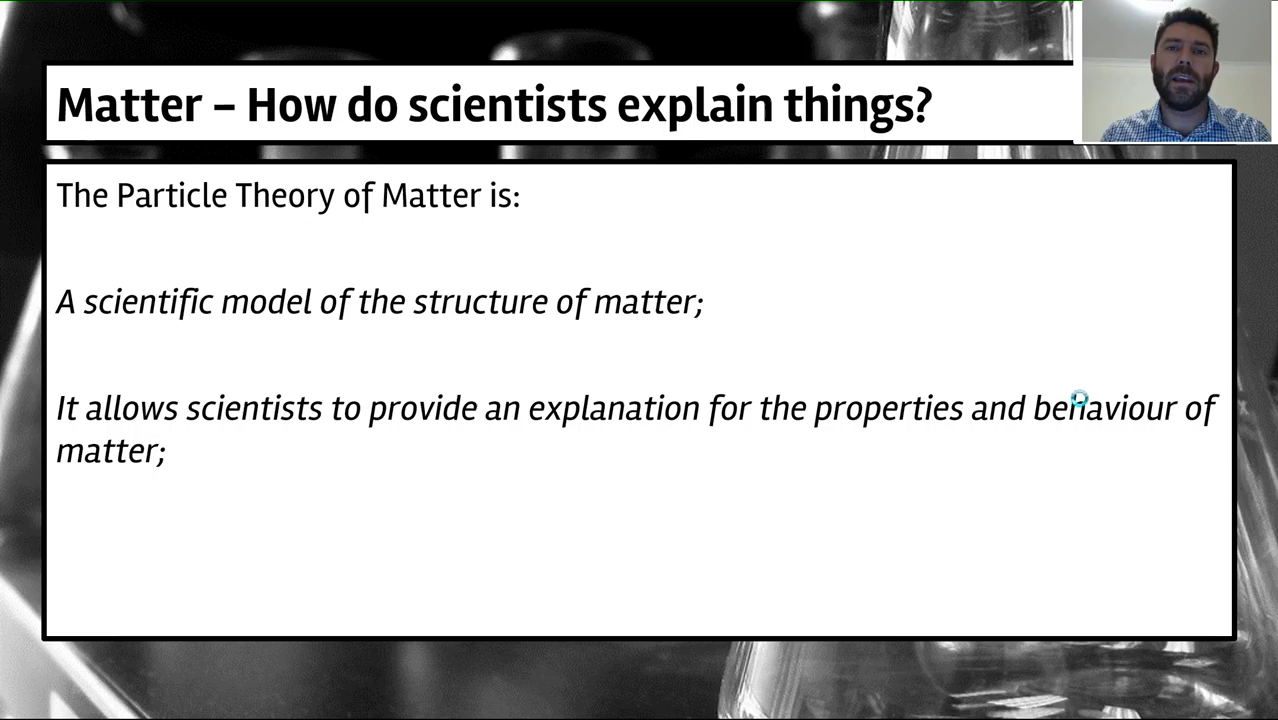 Matter – How do scientists explain things?
The Particle Theory of Matter is:
A scientific model of the structure of matter;
It allows scientists to provide an explanation for the properties and behaviour of
matter;